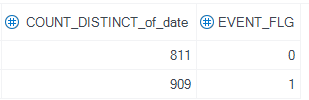 COUNT_DISTINCT_of_date EVENT_FLG
811 0
909 1